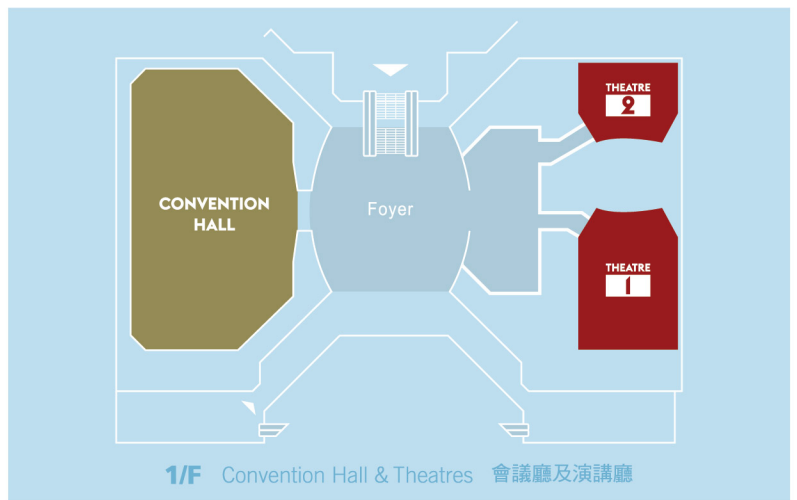 THEATRE
2
CONVENTION
HALL
Foyer
THEATRE
1
1/F Convention Hall & Theatres 會議廳及演講廳